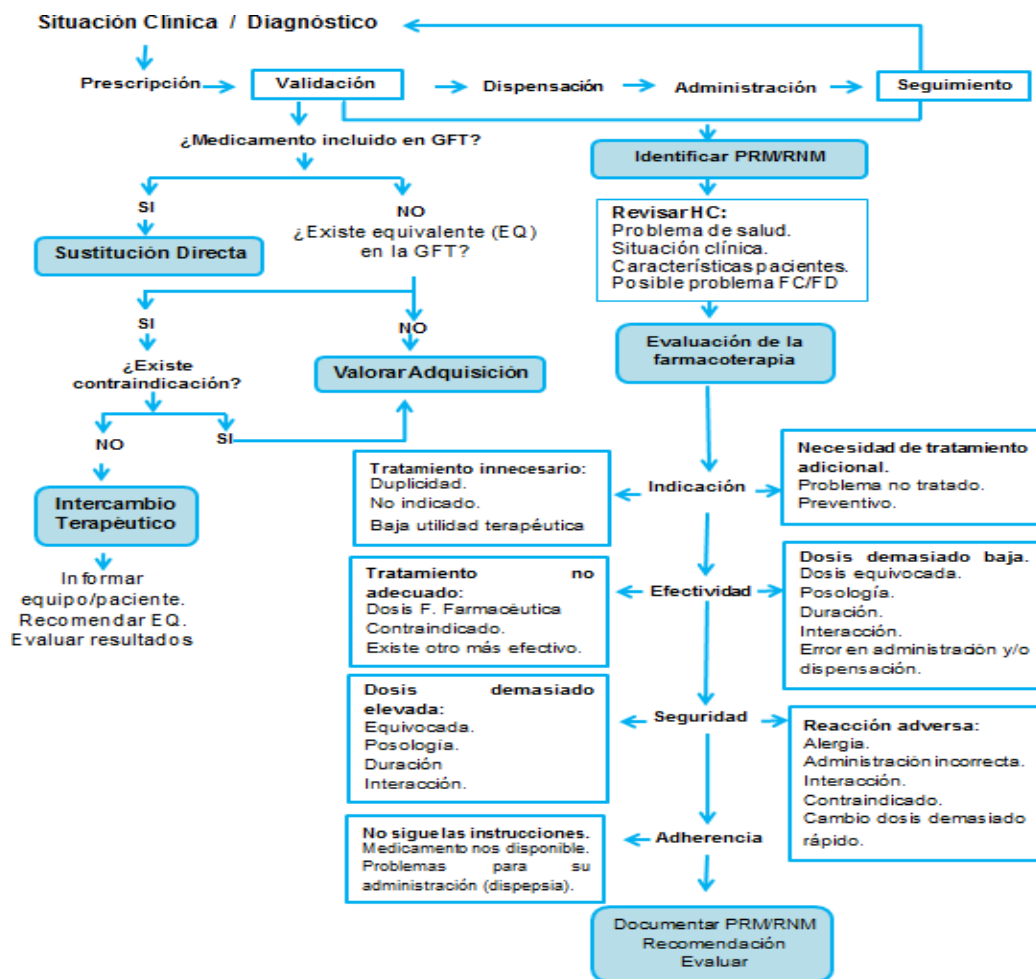 Situación Clínica / Diagnóstico
Prescripción
Validación
Dispensación
Administración
Seguimiento
¿Medicamento incluido en GFT?
SI
Sustitución Directa
NO
¿Existe equivalente (EQ)
en la GFT?
SI
¿Existe
contraindicación?
NO
Valorar Adquisición
NO
SI
Intercambio
Terapéutico
Informar
equipo/paciente.
Recomendar EQ.
Evaluar resultados
Identificar PRM/RNM
Revisar HC:
Problema de salud.
Situación clínica.
Características pacientes.
Posible problema FC/FD
Evaluación de la
farmacoterapia
Tratamiento innecesario:
Duplicidad.
No indicado.
Baja utilidad terapéutica
Indicación
Necesidad de tratamiento
adicional.
Problema no tratado.
Preventivo.
Tratamiento no
adecuado:
Dosis F. Farmacéutica
Contraindicado.
Existe otro más efectivo.
Efectividad
Dosis demasiado baja.
Dosis equivocada.
Posología.
Duración.
Interacción.
Error en administración y/o
dispensación.
Dosis demasiado
elevada:
Equivocada.
Posología.
Duración
Interacción.
Seguridad
Reacción adversa:
Alergia.
Administración incorrecta.
Interacción.
Contraindicado.
Cambio dosis demasiado
rápido.
No sigue las instrucciones.
Medicamento nos disponible.
Problemas para su
administración (dispepsia).
Adherencia
Documentar PRM/RNM
Recomendación
Evaluar